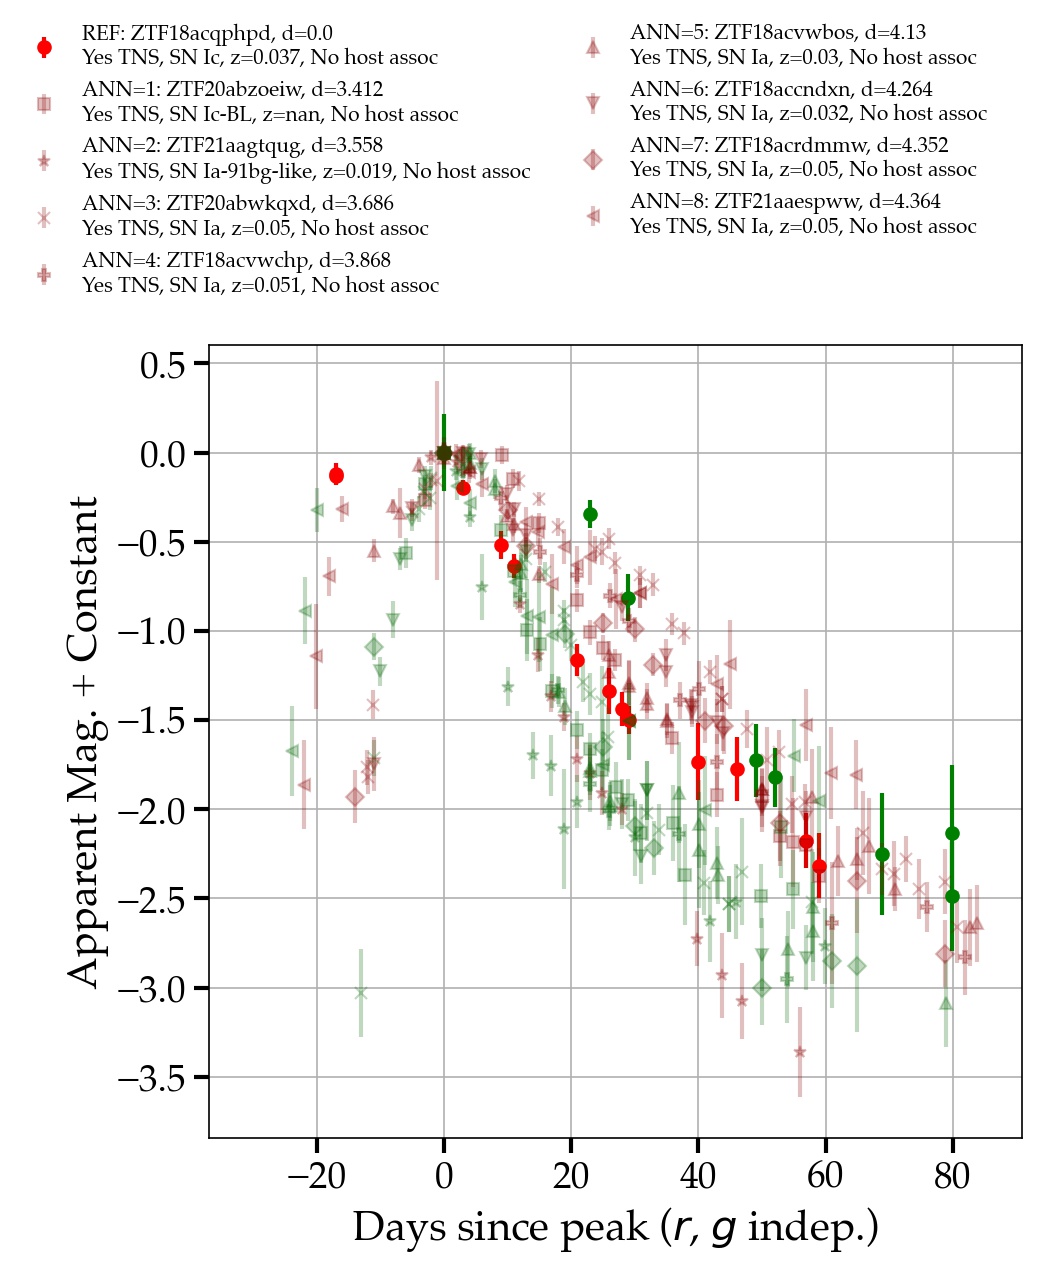 REF: ZTF18acqphpd, d=0.0
Yes TNS, SN Ic, z=0.037, No host assoc
ANN=1: ZTF20abzoeiw, d=3.412
Yes TNS, SN Ic-BL, z=nan, No host assoc
ANN=2: ZTF21aagtqug, d=3.558
Yes TNS, SN Ia-91bg-like, z=0.019, No host assoc
ANN=3: ZTF20abwkqxd, d=3.686
Yes TNS, SN Ia, z=0.05, No host assoc
ANN=4: ZTF18acvwchp, d=3.868
Yes TNS, SN Ia, z=0.051, No host assoc
ANN=5: ZTF18acvwbos, d=4.13
Yes TNS, SN Ia, z=0.03, No host assoc
ANN=6: ZTF18accndxn, d=4.264
Yes TNS, SN Ia, z=0.032, No host assoc
ANN=7: ZTF18acrdmmw, d=4.352
Yes TNS, SN Ia, z=0.05, No host assoc
ANN=8: ZTF21aaespww, d=4.364
Yes TNS, SN Ia, z=0.05, No host assoc
Apparent Mag. + Constant
0.5
0.0
−0.5
−1.0
−1.5
−2.0
−2.5
−3.0
−3.5
−20
0
20
40
60
80
Days since peak (r, g indep.)